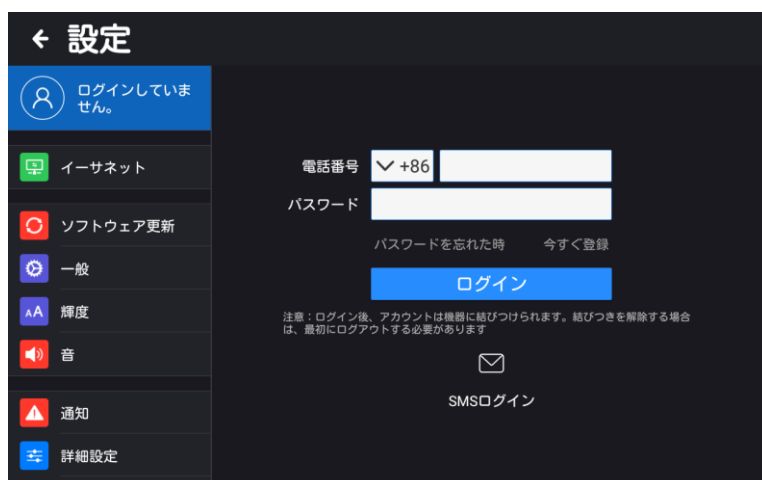 設定
ログインしていま
せん。
イーサネット
ソフトウェア更新
一般
AA 輝度
音
通知
詳細設定
電話番号 +86
パスワード
パスワードを忘れた時 今すぐ登録
ログイン
注意：ログイン後、アカウントは機器に結びつけられます。結びつきを解除する場合
は、最初にログアウトする必要があります
SMSログイン